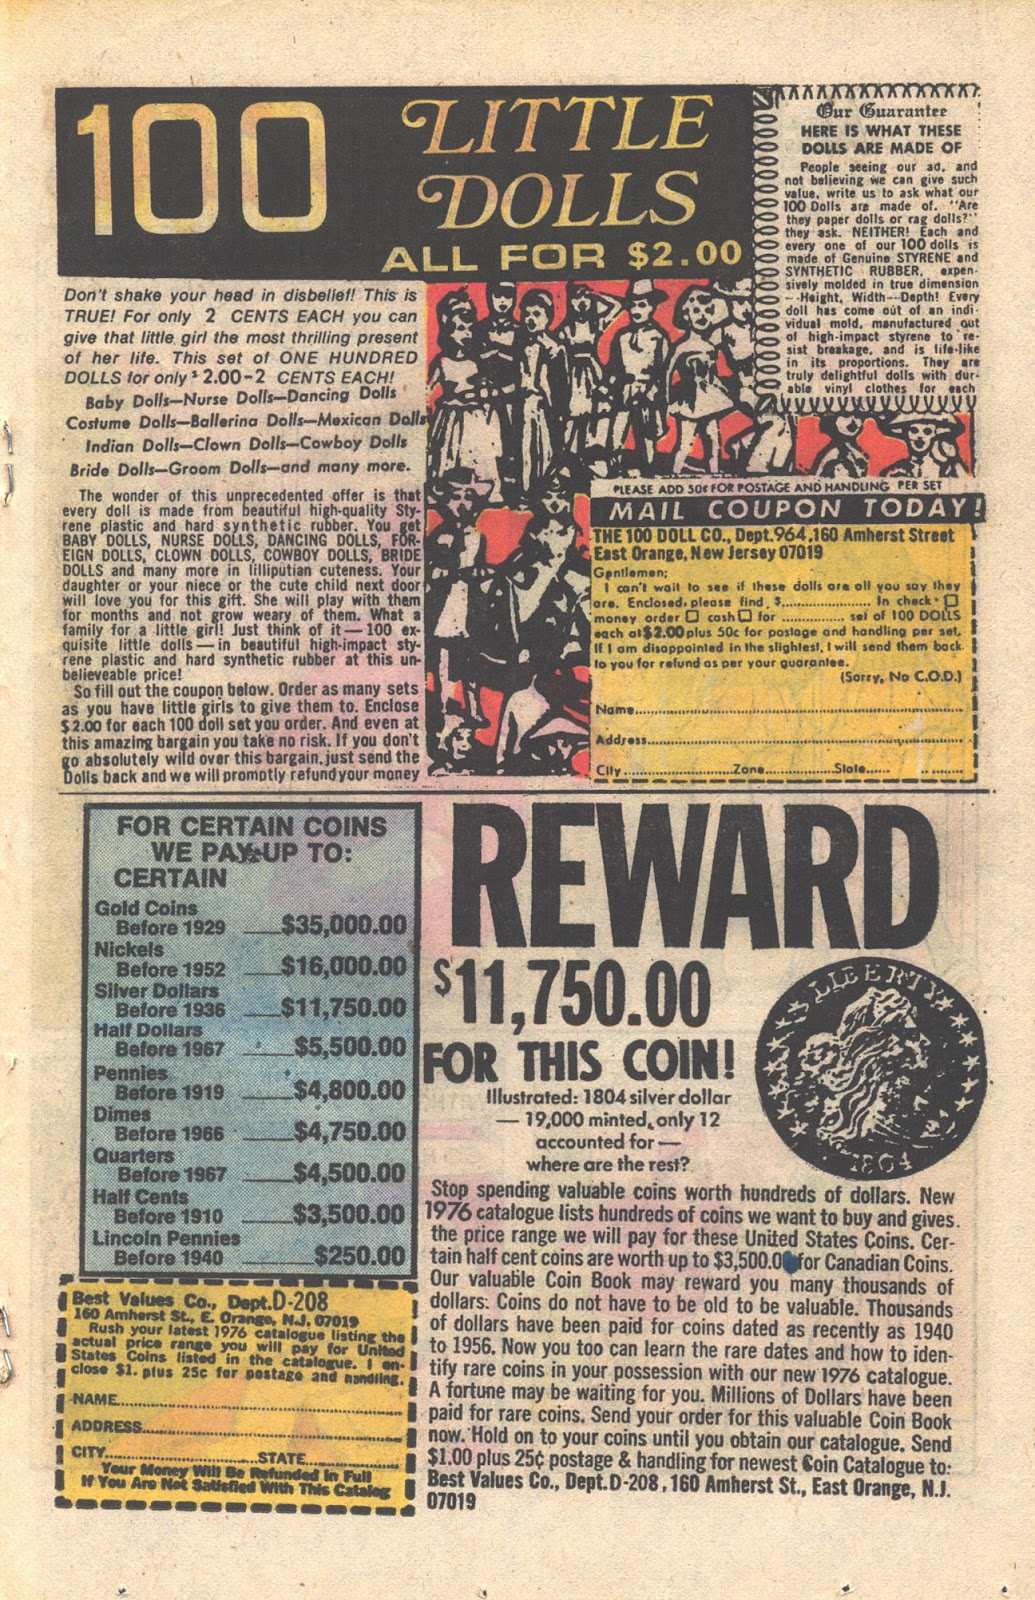 100
LITTLE
DOLLS
ALL FOR $2.00
Don't shake your head in disbelief! This is
TRUE! For only 2 CENTS EACH you can
give that little girl the most thrilling present
of her life. This set of ONE HUNDRED
DOLLS for only $2.00-2 CENTS EACH!
Baby Dolls—Nurse Dolls—Dancing Dolls
Costume Dolls—Ballerina Dolls—Mexican Dolls
Indian Dolls—Clown Dolls—Cowboy Dolls
Bride Dolls—Groom Dolls—and many more.
The wonder of this unprecedented offer is that
every doll is made from beautiful high-quality Sty-
rene plastic and hard synthetic rubber. You get
BABY DOLLS, NURSE DOLLS, DANCING DOLLS, FOR-
EIGN DOLLS, CLOWN DOLLS, COWBOY DOLLS, BRIDE
DOLLS and many more in lilliputian cuteness. Your
daughter or your niece or the cute child next door
will love you for this gift. She will play with them
for months and not grow weary of them. What a
family for a little girl! Just think of it — 100 ex-
quisite little dolls — in beautiful high-impact sty-
rene plastic and hard synthetic rubber at this un-
believeable price!
So fill out the coupon below. Order as many sets
as you have little girls to give them to. Enclose
$2.00 for each 100 doll set you order. And even at
this amazing bargain you take no risk. If you don't
go absolutely wild over this bargain, just send the
Dolls back and we will promptly refund your money
Our Guarantee
HERE IS WHAT THESE
DOLLS ARE MADE OF
People seeing our ad, and
not believing we can give such
value, write us to ask what our
100 Dolls are made of. "Are
they paper dolls or rag dolls?"
they ask. NEITHER! Each and
every one of our 100 dolls is
made of Genuine STYRENE and
SYNTHETIC RUBBER, expen-
sively molded in true dimension
--Height, Width--Depth! Every
doll has come out of an indi-
vidual mold, manufactured out
of high-impact styrene to re-
sist breakage, and is life-like
in its proportions. They are
truly delightful dolls with dur-
able vinyl clothes for each
PLEASE ADD 50¢ FOR POSTAGE AND HANDLING PER SET
MAIL COUPON TODAY!
THE 100 DOLL CO., Dept. 964, 160 Amherst Street
East Orange, New Jersey 07019
Gentlemen;
I can't wait to see if these dolls are all you say they
are. Enclosed, please find $............... In check □
money order □ cash □ for ............... set of 100 DOLLS
each at $2.00 plus 50c for postage and handling per set.
If I am disappointed in the slightest, I will send them back
to you for refund as per your guarantee.
(Sorry, No C.O.D.)
Name...............
Address...............
City...............Zone...............State...............
FOR CERTAIN COINS
WE PAY UP TO:
CERTAIN
Gold Coins
Before 1929 ___$35,000.00
Nickels
Before 1952 ___$16,000.00
Silver Dollars
Before 1936 ___$11,750.00
Half Dollars
Before 1967 ___$5,500.00
Pennies
Before 1919 ___$4,800.00
Dimes
Before 1966 ___$4,750.00
Quarters
Before 1967 ___$4,500.00
Half Cents
Before 1910 ___$3,500.00
Lincoln Pennies
Before 1940 ___$250.00
Best Values Co., Dept. D-208
160 Amherst St., E. Orange, N.J. 07019
Rush your latest 1976 catalogue listing the
actual price range you will pay for United
States Coins listed in the catalogue. I en-
close $1. plus 25c for postage and handling.
NAME...............
ADDRESS...............
CITY...............STATE...............
Your Money Will Be Refunded In Full
If You Are Not Satisfied With This Catalog
REWARD
$11,750.00
FOR THIS COIN!
Illustrated: 1804 silver dollar
— 19,000 minted, only 12
accounted for —
where are the rest?
LIBERTY
1804
Stop spending valuable coins worth hundreds of dollars. New
1976 catalogue lists hundreds of coins we want to buy and gives
the price range we will pay for these United States Coins. Cer-
tain half cent coins are worth up to $3,500.00 for Canadian Coins.
Our valuable Coin Book may reward you many thousands of
dollars: Coins do not have to be old to be valuable. Thousands
of dollars have been paid for coins dated as recently as 1940
to 1956. Now you too can learn the rare dates and how to iden-
tify rare coins in your possession with our new 1976 catalogue.
A fortune may be waiting for you. Millions of Dollars have been
paid for rare coins. Send your order for this valuable Coin Book
now. Hold on to your coins until you obtain our catalogue. Send
$1.00 plus 25¢ postage & handling for newest Coin Catalogue to:
Best Values Co., Dept. D-208, 160 Amherst St., East Orange, N.J.
07019